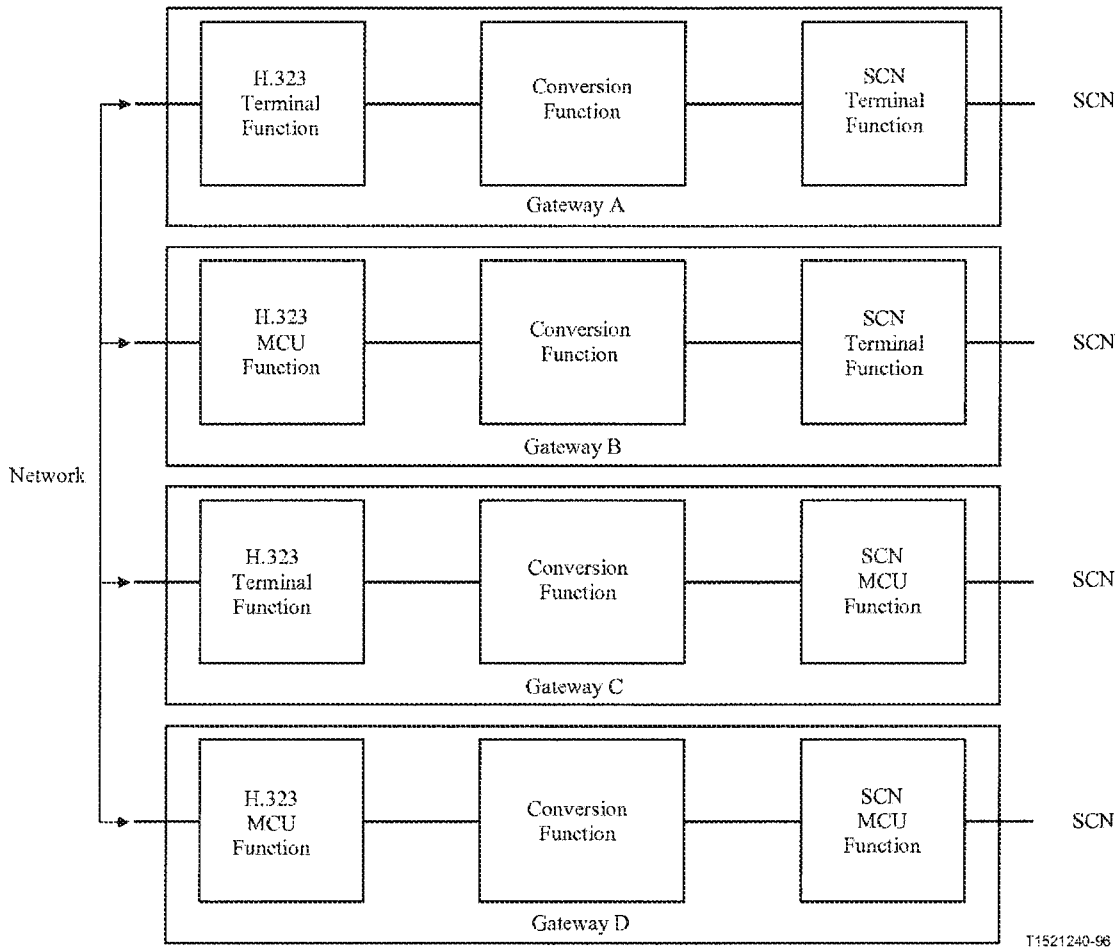 H.323
Terminal
Function
Conversion
Function
SCN
Terminal
Function
SCN
Gateway A
H.323
MCU
Function
Conversion
Function
SCN
Terminal
Function
SCN
Gateway B
Network
H.323
Terminal
Function
Conversion
Function
SCN
MCU
Function
SCN
Gateway C
H.323
MCU
Function
Conversion
Function
SCN
MCU
Function
SCN
Gateway D
T1521240-96